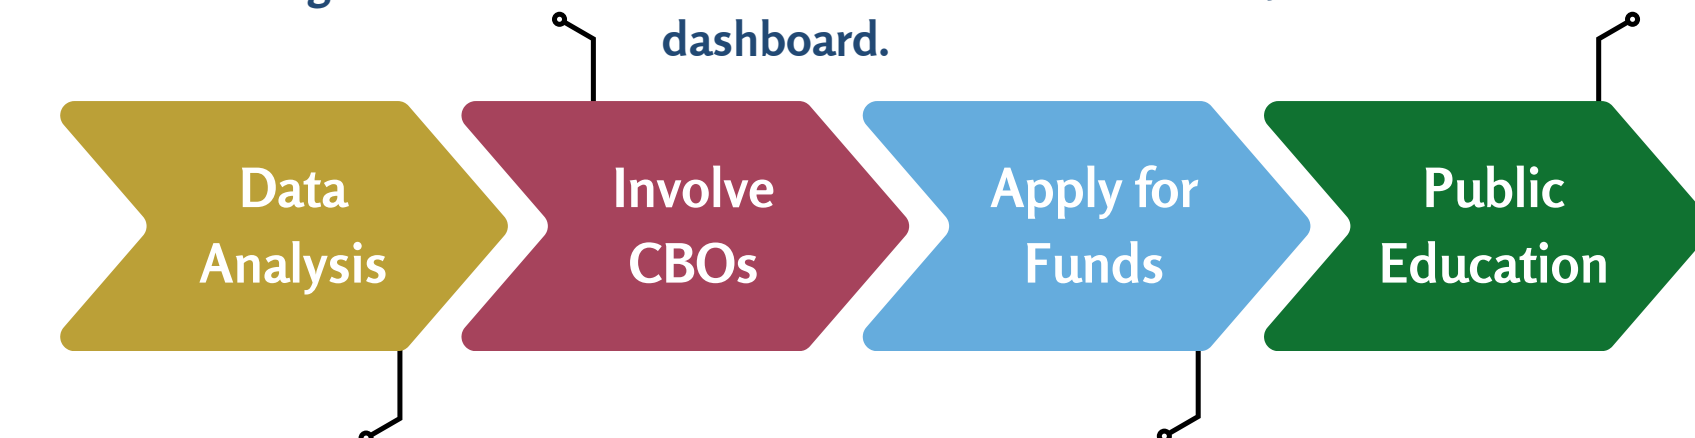 dashboard.
Data
Analysis
Involve
CBOs
Apply for
Funds
Public
Education